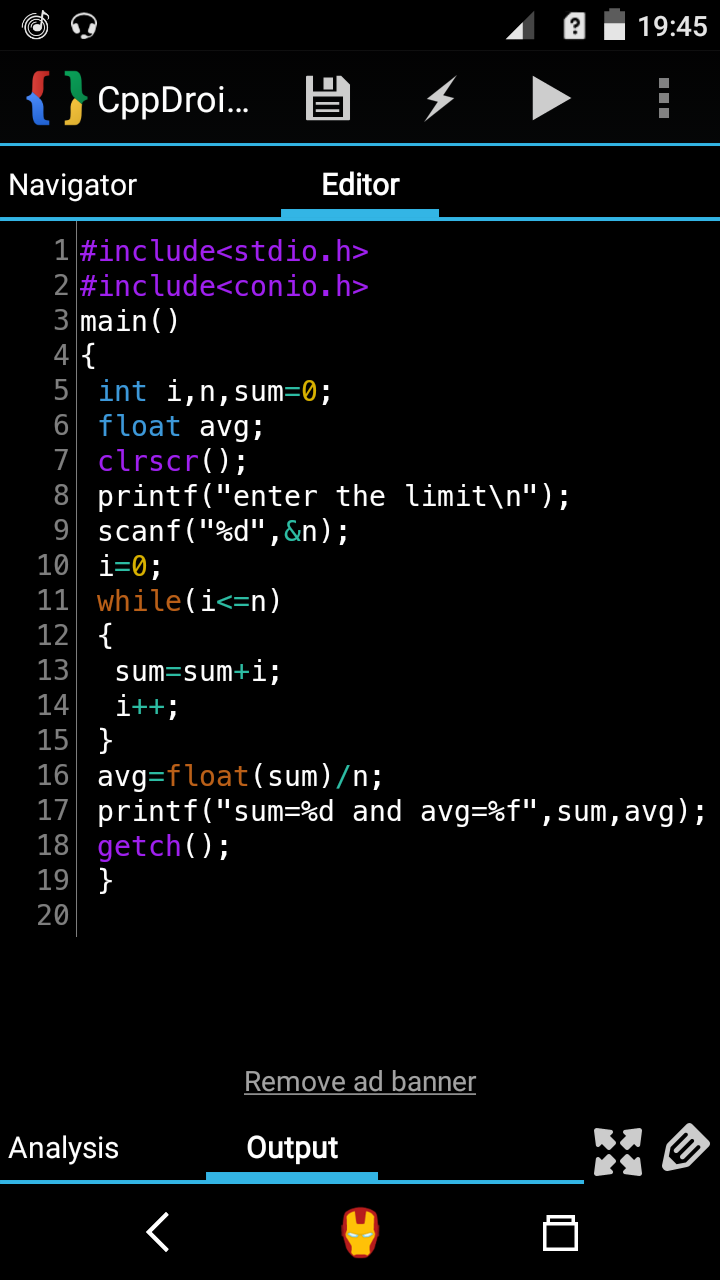 19:45
CppDroi...
Navigator Editor
1 #include<stdio.h>
2 #include<conio.h>
3 main()
4 {
5 int i,n,sum=0;
6 float avg;
7 clrscr();
8 printf("enter the limit\n");
9 scanf("%d",&n);
10 i=0;
11 while(i<=n)
12 {
13 sum=sum+i;
14 i++;
15 }
16 avg=float(sum)/n;
17 printf("sum=%d and avg=%f",sum,avg);
18 getch();
19 }
20
Remove ad banner
Analysis Output